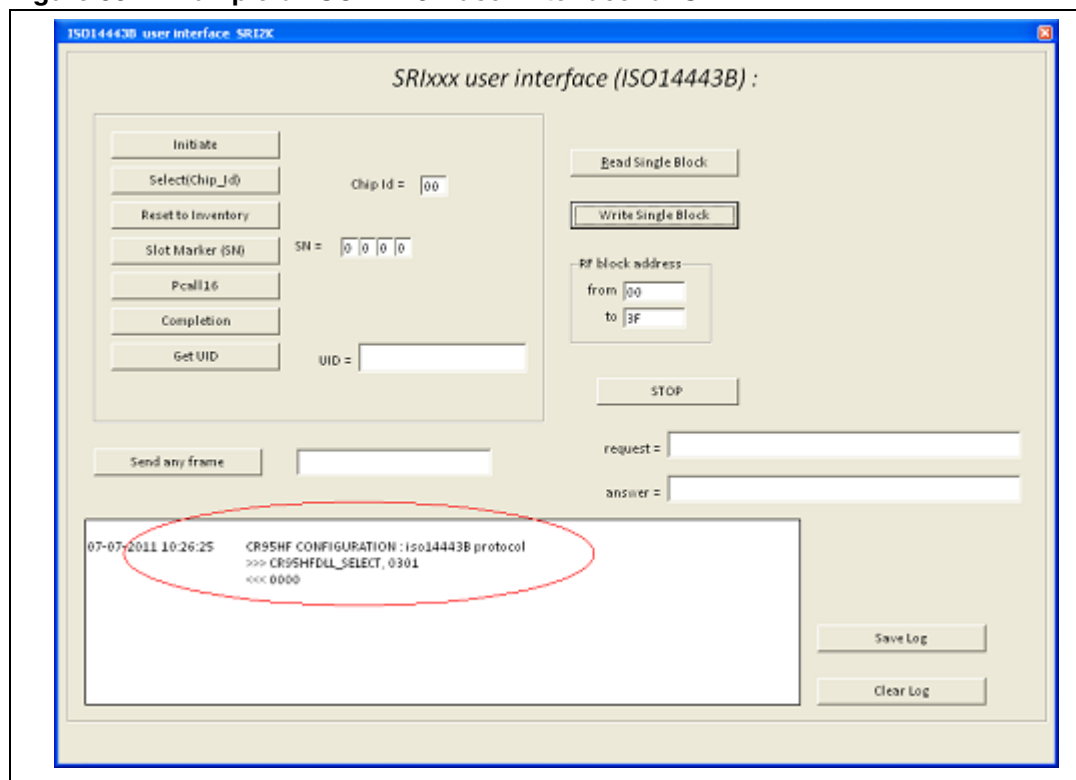 ISO14443B user interface SRI2K
SRIxxx user interface (ISO14443B) :
Initiate
Select(Chip_Id)
Chip Id = 00
Reset to Inventory
Slot Marker (SN)
SN = 0 0 0 0
Pcall16
Completion
Get UID
UID =
Read Single Block
Write Single Block
RF block address
from 00
to 3F
STOP
Send any frame
request =
answer =
07-07-2011 10:26:25 CR95HF CONFIGURATION : iso14443B protocol
>>> CR95HFDLL_SELECT, 0301
<<< 0000
Save Log
Clear Log